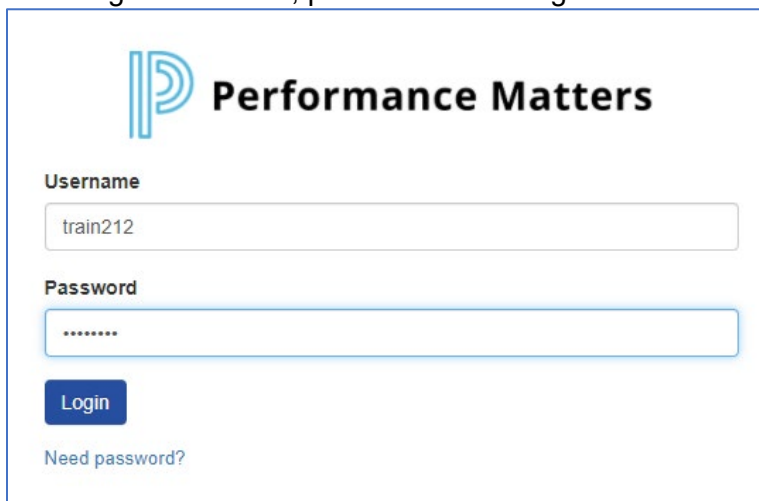 Performance Matters
Username
train212
Password
••••••••
Login
Need password?